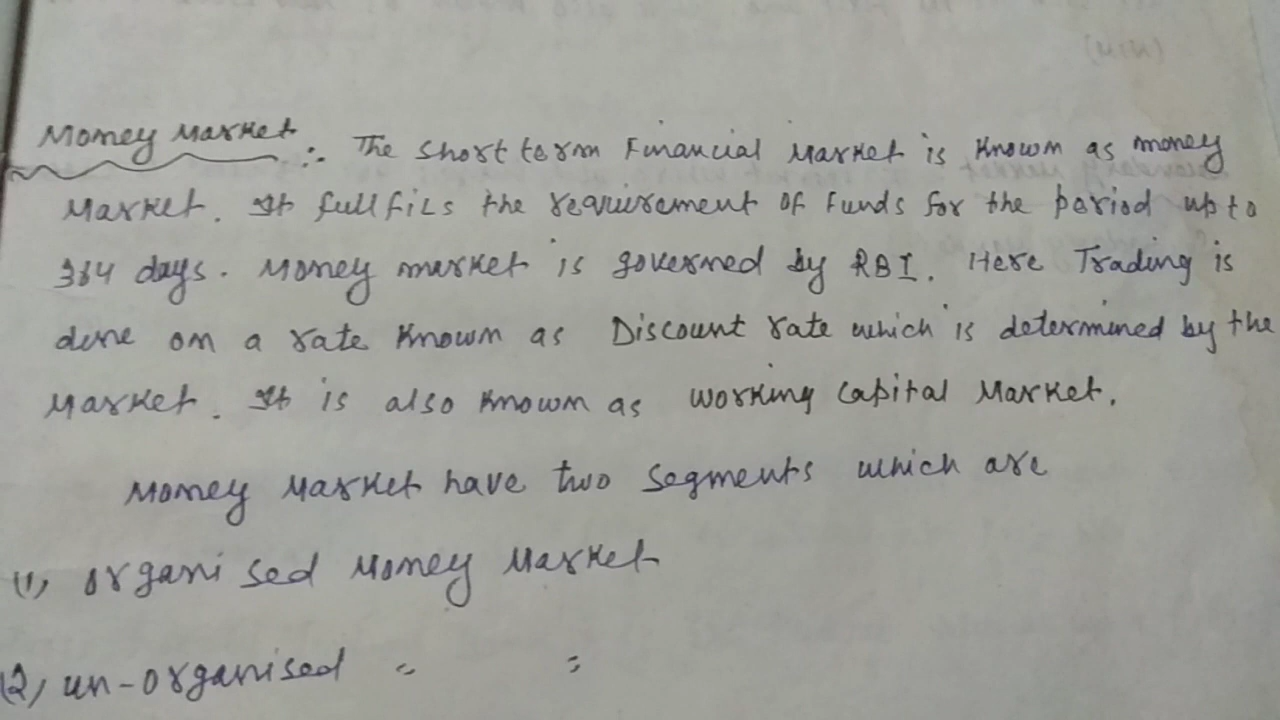 Money Market :- The Short term Financial Market is Known as money
Market. It fullfils the requirement of Funds for the period upto
364 days. Money market is governed by RBI. Here Trading is
done on a rate Known as Discount rate which is determined by the
Market. It is also Known as working Capital Market.
Money Market have two Segments which are
(1) Organised Money Market
(2) un-organised " "